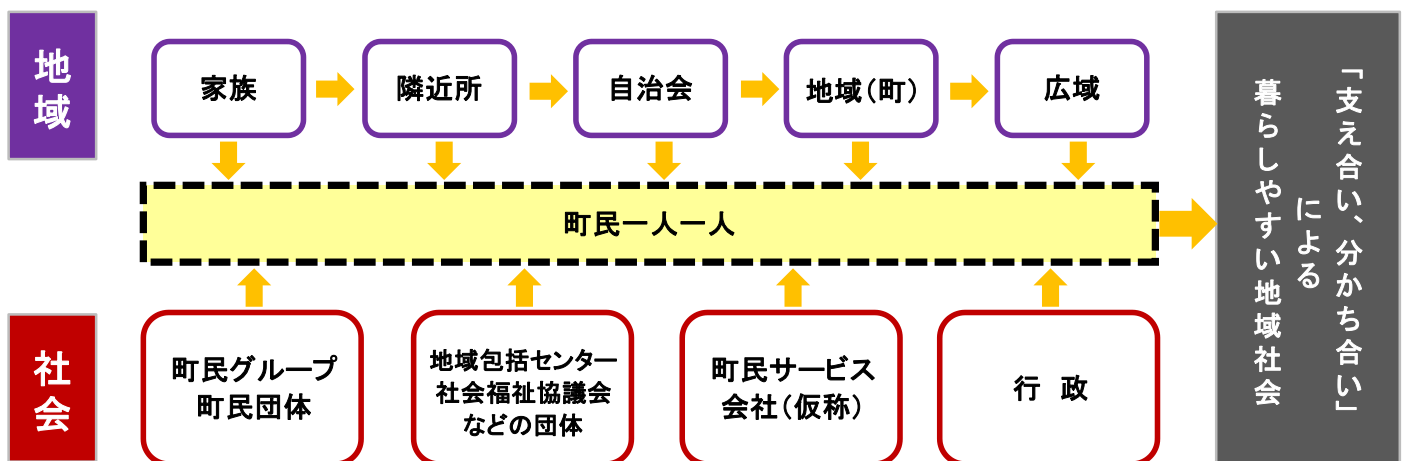 地域
家族
隣近所
自治会
地域（町）
広域
町民一人一人
社会
町民グループ
町民団体
地域包括センター
社会福祉協議会
などの団体
町民サービス
会社（仮称）
行 政
「支え合い、分かち合い」
による
暮らしやすい地域社会